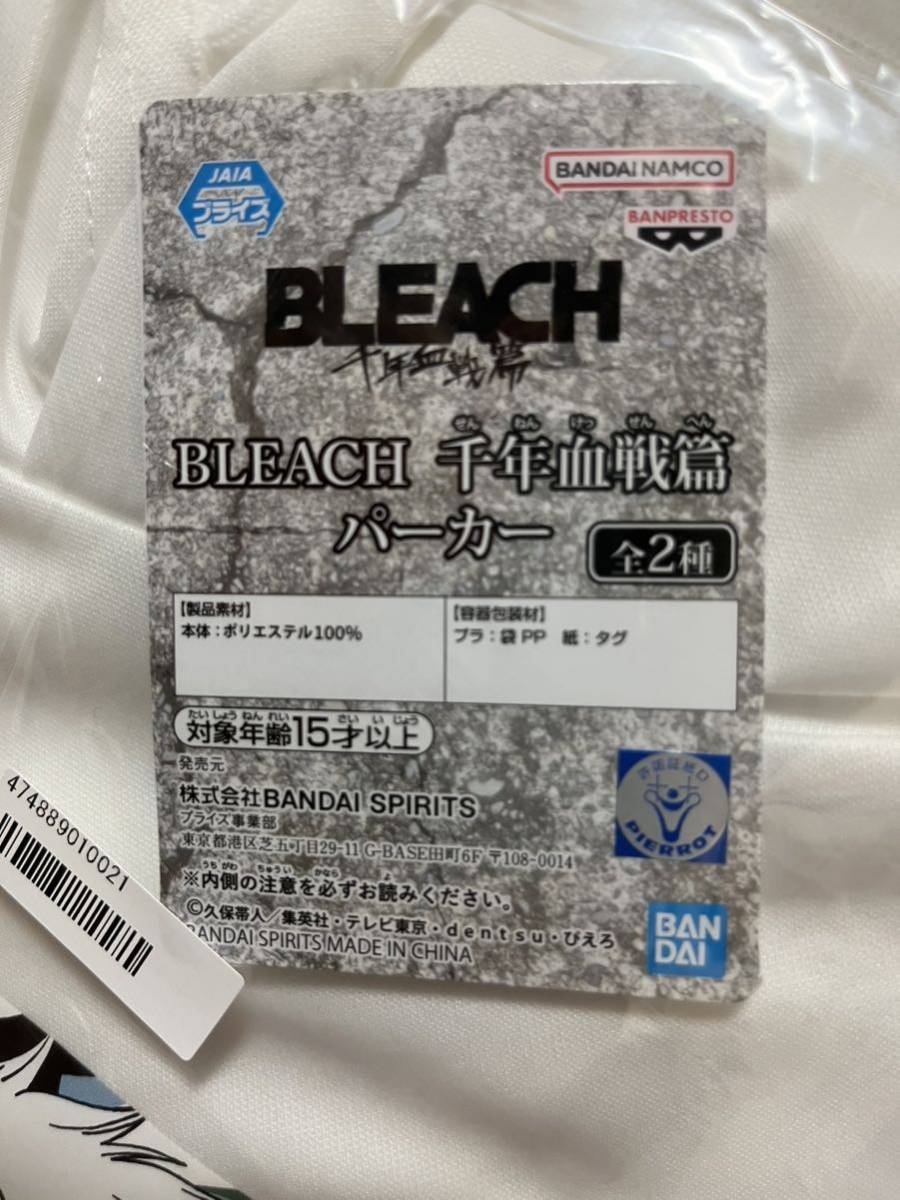 JAIA
プライズ
BANDAI NAMCO
BANPRESTO
BLEACH
千年血戦篇
せん ねん けっ せん へん
BLEACH 千年血戦篇
パーカー 全2種
【製品素材】
本体：ポリエステル100%
【容器包装材】
プラ：袋 PP 紙：タグ
たいしょうねんれい さい いじょう
対象年齢15才以上
発売元
株式会社BANDAI SPIRITS
プライズ事業部
東京都港区芝五丁目29-11 G-BASE田町6F 〒108-0014
うちがわ ちゅうい かなら よ
※内側の注意を必ずお読みください。
©久保帯人／集英社・テレビ東京・dentsu・ぴえろ
BANDAI SPIRITS MADE IN CHINA
許諾証紙D
PIERROT
BAN
DAI
474889010021